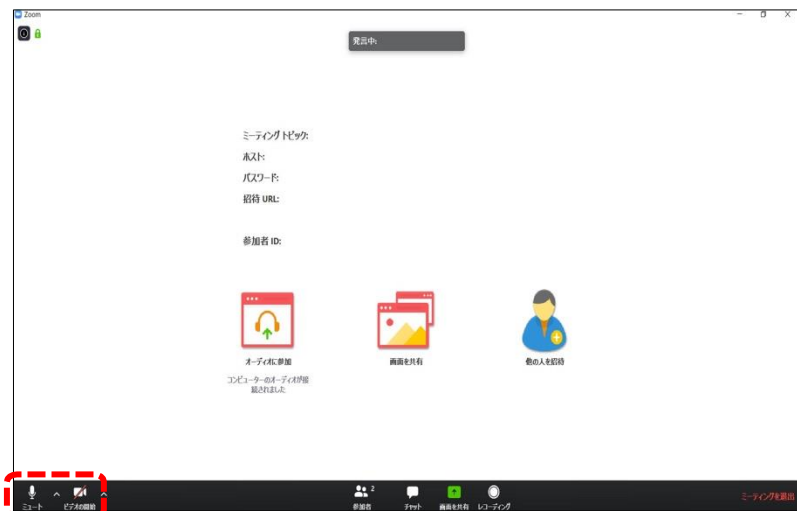 Zoom
発言中:
ミーティングトピック:
ホスト:
パスワード:
招待 URL:
参加者 ID:
オーディオに参加
画面を共有
他の人を招待
コンピューターのオーディオが接
続されました
ミュート
ビデオの開始
2
参加者
チャット
画面を共有
レコーディング
ミーティングを退出